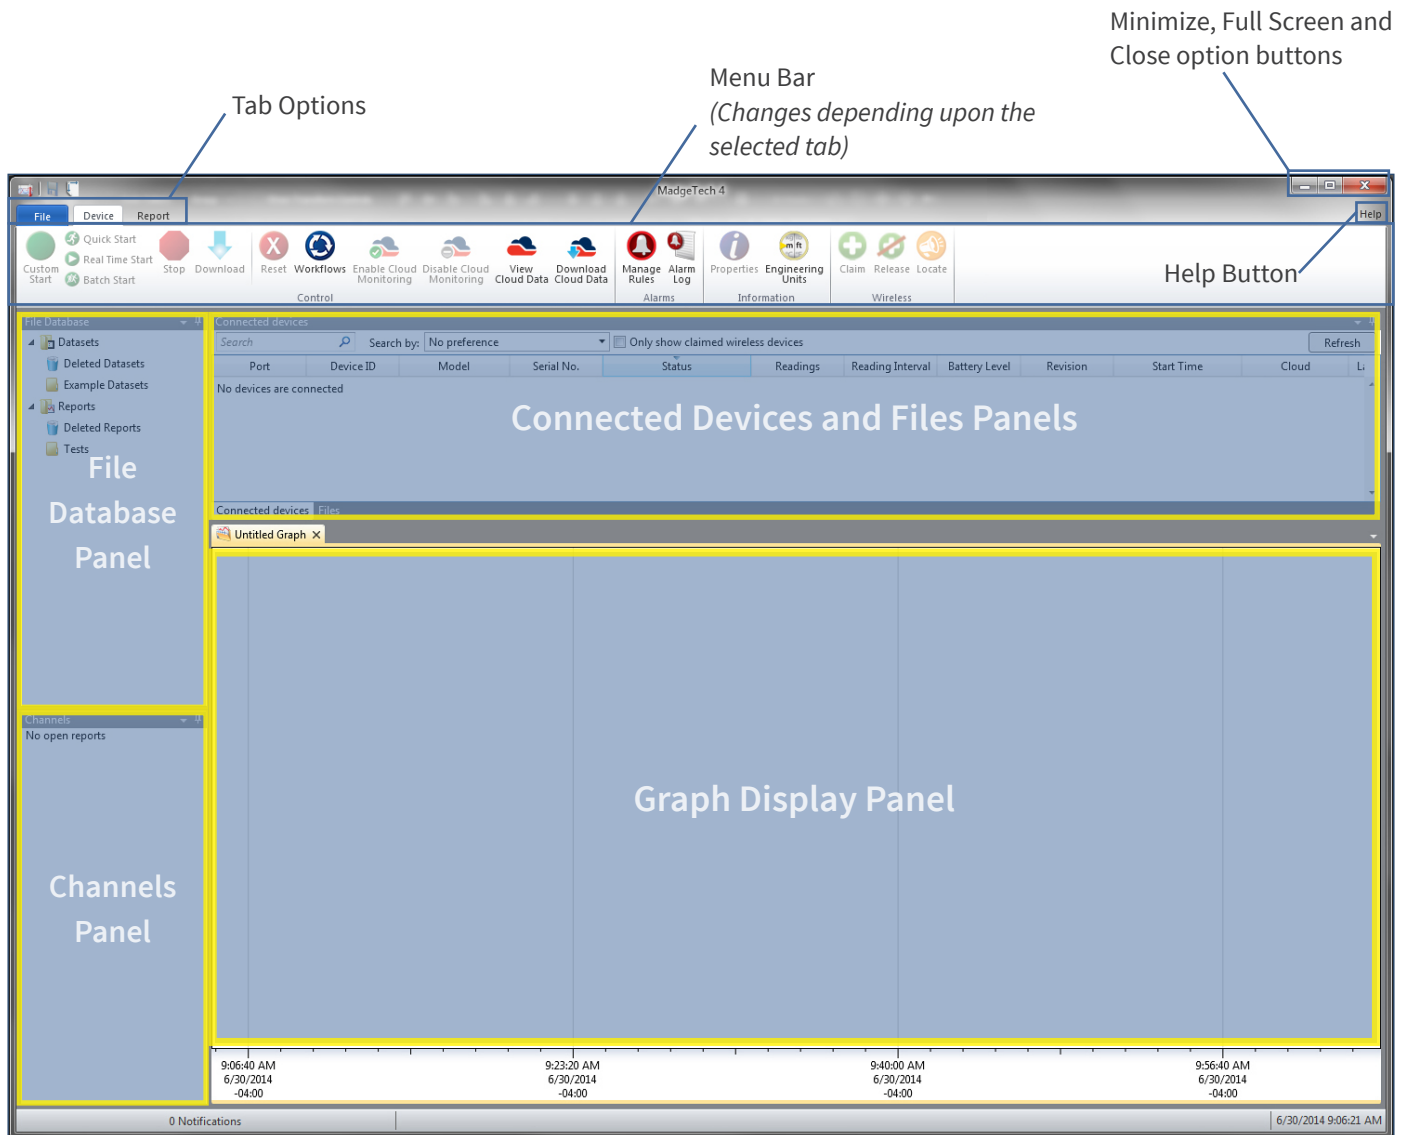 Minimize, Full Screen and
Close option buttons
Menu Bar
(Changes depending upon the
selected tab)
Tab Options
MadgeTech 4
File Device Report Help
Custom Start
Quick Start
Real Time Start
Batch Start
Stop Download
Reset Workflows
Enable Cloud Monitoring
Disable Cloud Monitoring
View Cloud Data
Download Cloud Data
Control
Manage Rules
Alarm Log
Alarms
Properties
m ft
Engineering Units
Information
Claim Release Locate
Wireless
Help Button
File Database
Datasets
Deleted Datasets
Example Datasets
Reports
Deleted Reports
Tests
File
Database
Panel
Connected devices
Search Search by: No preference Only show claimed wireless devices Refresh
Port Device ID Model Serial No. Status Readings Reading Interval Battery Level Revision Start Time Cloud La
No devices are connected
Connected Devices and Files Panels
Connected devices Files
Untitled Graph
Channels
No open reports
Channels
Panel
Graph Display Panel
9:06:40 AM 9:23:20 AM 9:40:00 AM 9:56:40 AM
6/30/2014 6/30/2014 6/30/2014 6/30/2014
-04:00 -04:00 -04:00 -04:00
0 Notifications 6/30/2014 9:06:21 AM